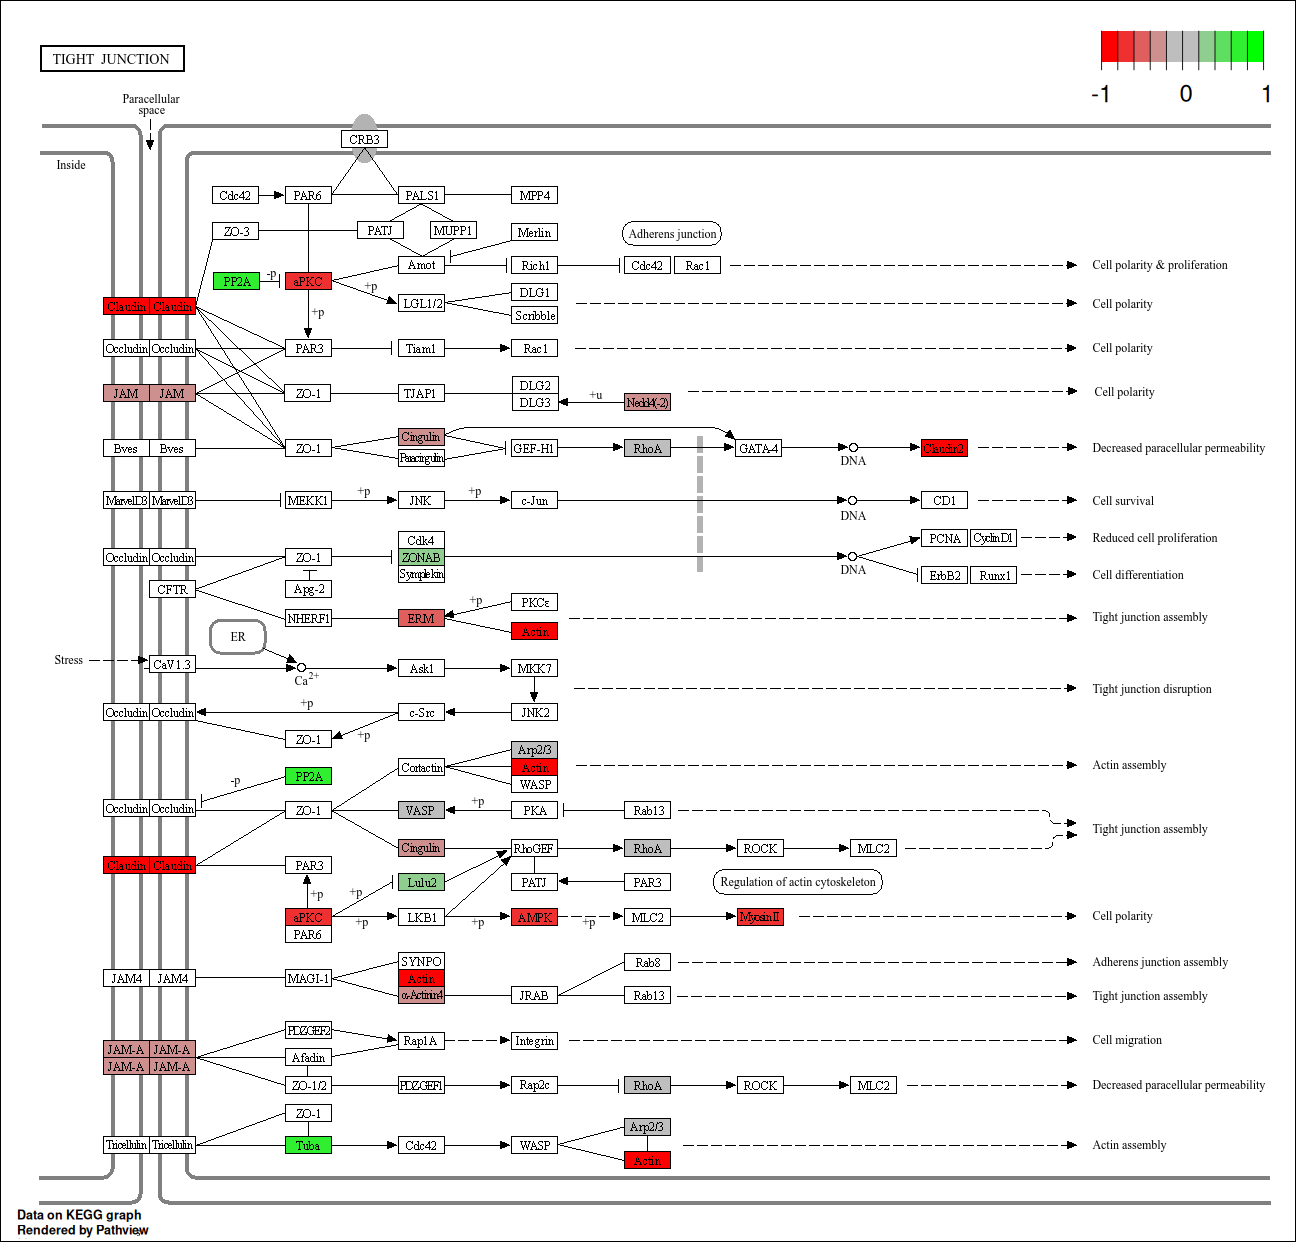 TIGHT JUNCTION
-1 0 1
Paracellular
space
CRB3
Inside
Cdc42 PAR6 PALS1 MPP4
ZO-3 PATJ MUPP1 Merlin Adherens junction
Amot Rich1 Cdc42 Rac1 Cell polarity & proliferation
PP2A -p aPKC +p
DLG1
Claudin Claudin +p LGL1/2 Scribble Cell polarity
Occludin Occludin PAR3 Tiam1 Rac1 Cell polarity
JAM JAM ZO-1 TJAP1 DLG2 +u Cell polarity
DLG3 Nedd4(-2)
Cingulin
Bves Bves ZO-1 GEF-H1 RhoA GATA-4 Claudin2 Decreased paracellular permeability
Paracingulin DNA
MarvelD3 MarvelD3 MEKK1 +p JNK +p c-Jun CD1 Cell survival
DNA
Cdk4 PCNA CyclinD1 Reduced cell proliferation
Occludin Occludin ZO-1 ZONAB
Symplekin DNA ErbB2 Runx1 Cell differentiation
CFTR Apg-2
+p PKCε
NHERF1 ERM Tight junction assembly
ER Actin
Stress CaV1.3 Ask1 MKK7
Ca2+
Tight junction disruption
+p
Occludin Occludin c-Src JNK2
ZO-1 +p
Arp2/3
Cortactin Actin Actin assembly
-p PP2A WASP
Occludin Occludin ZO-1 VASP +p PKA Rab13
Tight junction assembly
Cingulin RhoGEF RhoA ROCK MLC2
Claudin Claudin PAR3
+p +p Lulu2 PATJ PAR3 Regulation of actin cytoskeleton
aPKC +p LKB1 +p AMPK +p MLC2 MyosinII Cell polarity
PAR6
SYNPO Rab8 Adherens junction assembly
JAM4 JAM4 MAGI-1 Actin
α-Actinin4 JRAB Rab13 Tight junction assembly
PDZGEF2
JAM-A JAM-A Rap1A Integrin Cell migration
Afadin
JAM-A JAM-A
ZO-1/2 PDZGEF1 Rap2c RhoA ROCK MLC2 Decreased paracellular permeability
ZO-1
Arp2/3
Tricellulin Tricellulin Tuba Cdc42 WASP Actin assembly
Actin
Data on KEGG graph
Rendered by Pathview